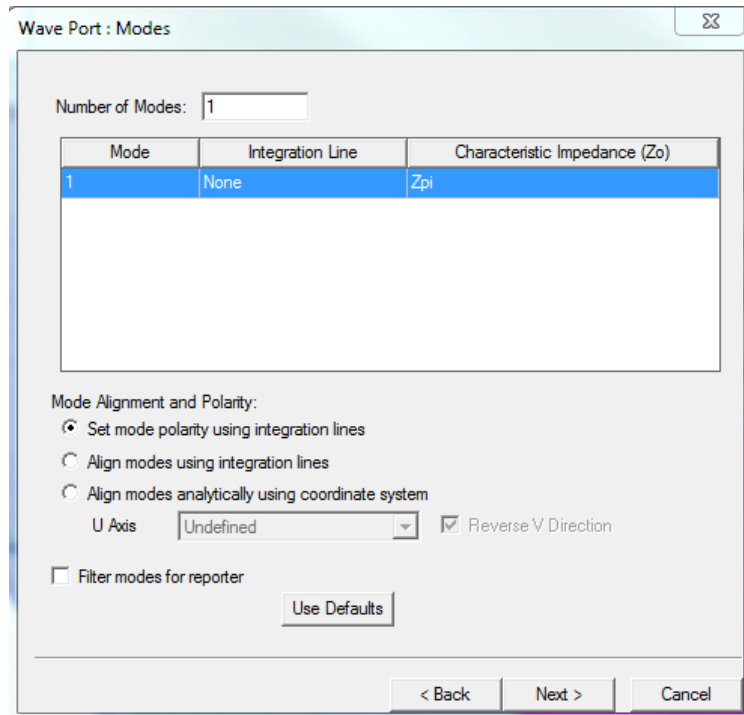 Wave Port : Modes
Number of Modes: 1
Mode Integration Line Characteristic Impedance (Zo)
1 None Zpi
Mode Alignment and Polarity:
Set mode polarity using integration lines
Align modes using integration lines
Align modes analytically using coordinate system
U Axis Undefined Reverse V Direction
Filter modes for reporter
Use Defaults
< Back Next > Cancel